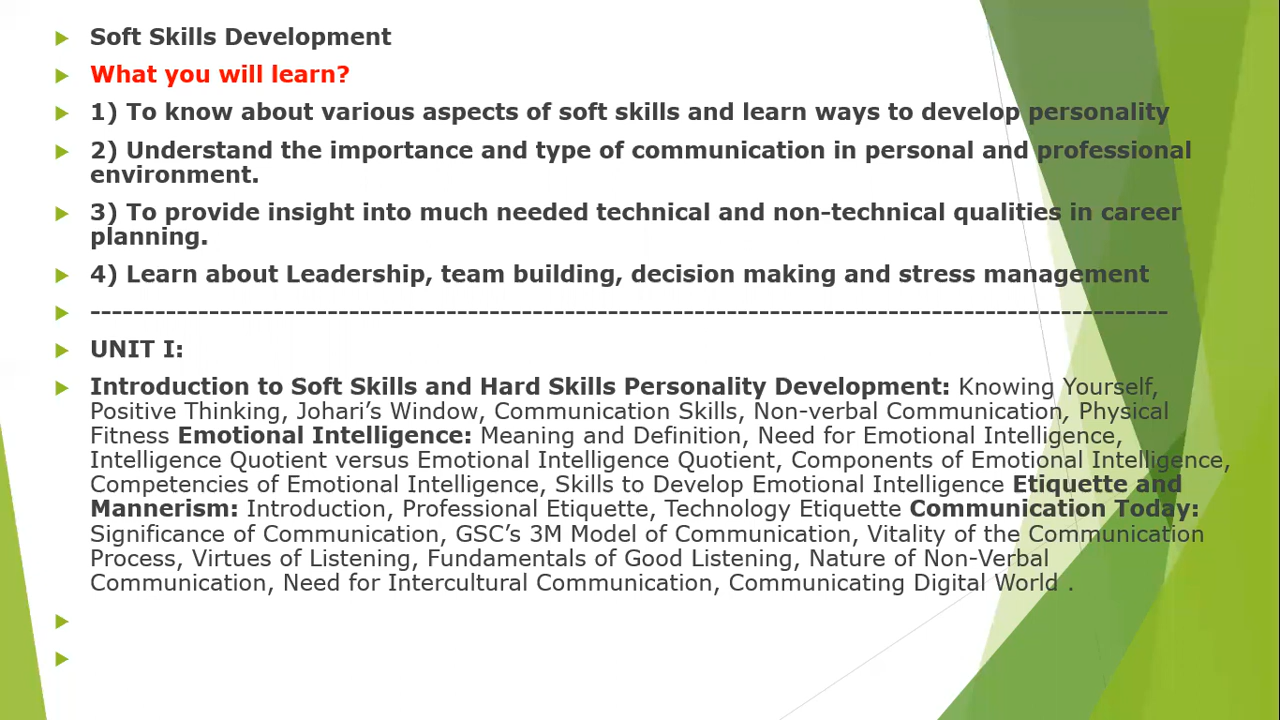 Soft Skills Development
What you will learn?
1) To know about various aspects of soft skills and learn ways to develop personality
2) Understand the importance and type of communication in personal and professional
environment.
3) To provide insight into much needed technical and non-technical qualities in career
planning.
4) Learn about Leadership, team building, decision making and stress management
------------------------------------------------------------------------------------
UNIT I:
Introduction to Soft Skills and Hard Skills Personality Development: Knowing Yourself,
Positive Thinking, Johari’s Window, Communication Skills, Non-verbal Communication, Physical
Fitness Emotional Intelligence: Meaning and Definition, Need for Emotional Intelligence,
Intelligence Quotient versus Emotional Intelligence Quotient, Components of Emotional Intelligence,
Competencies of Emotional Intelligence, Skills to Develop Emotional Intelligence Etiquette and
Mannerism: Introduction, Professional Etiquette, Technology Etiquette Communication Today:
Significance of Communication, GSC’s 3M Model of Communication, Vitality of the Communication
Process, Virtues of Listening, Fundamentals of Good Listening, Nature of Non-Verbal
Communication, Need for Intercultural Communication, Communicating Digital World .